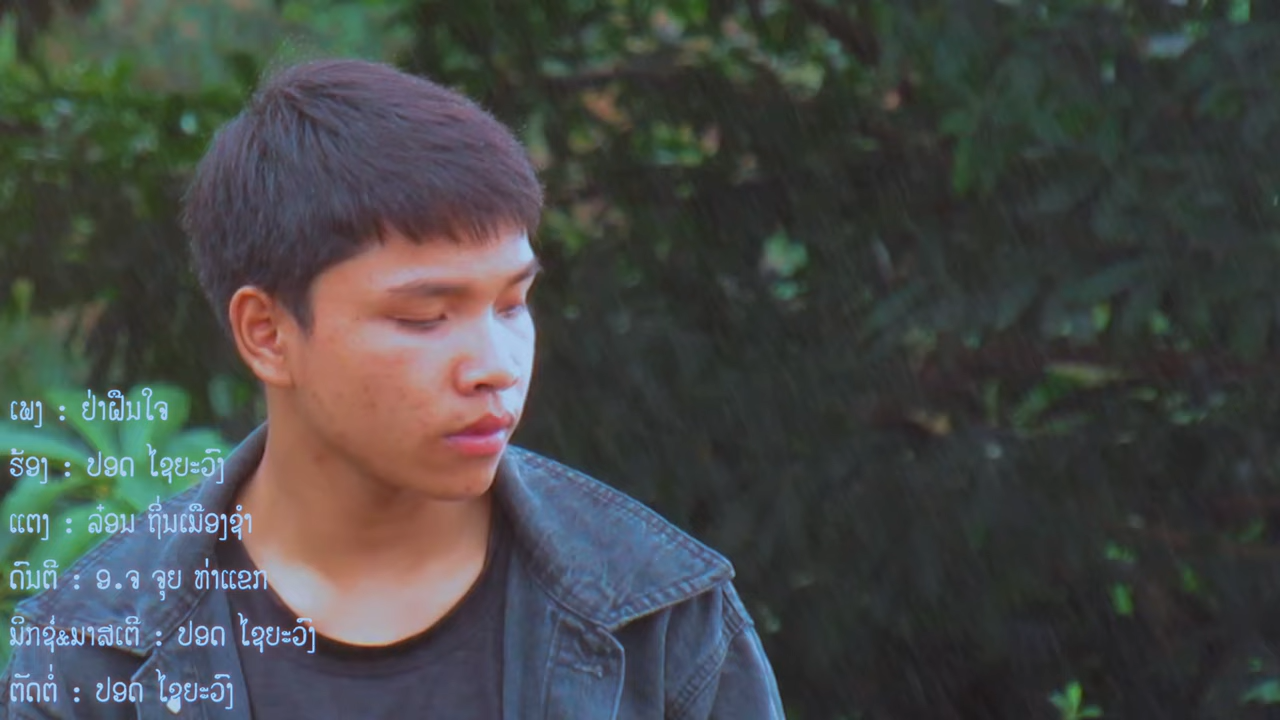 ເພງ : ຢ່າຝືນໃຈ
ຮ້ອງ : ປອດ ໄຊຍະວົງ
ແຕງ : ລ໋ອນ ຖິ່ນເມືອງຊຳ
ດົນຕີ : ອ.ຈ ຈຸຍ ທ່າແຂກ
ມິກຊ໌&ມາສເຕີ : ປອດ ໄຊຍະວົງ
ຕັດຕໍ່ : ປອດ ໄຊຍະວົງ